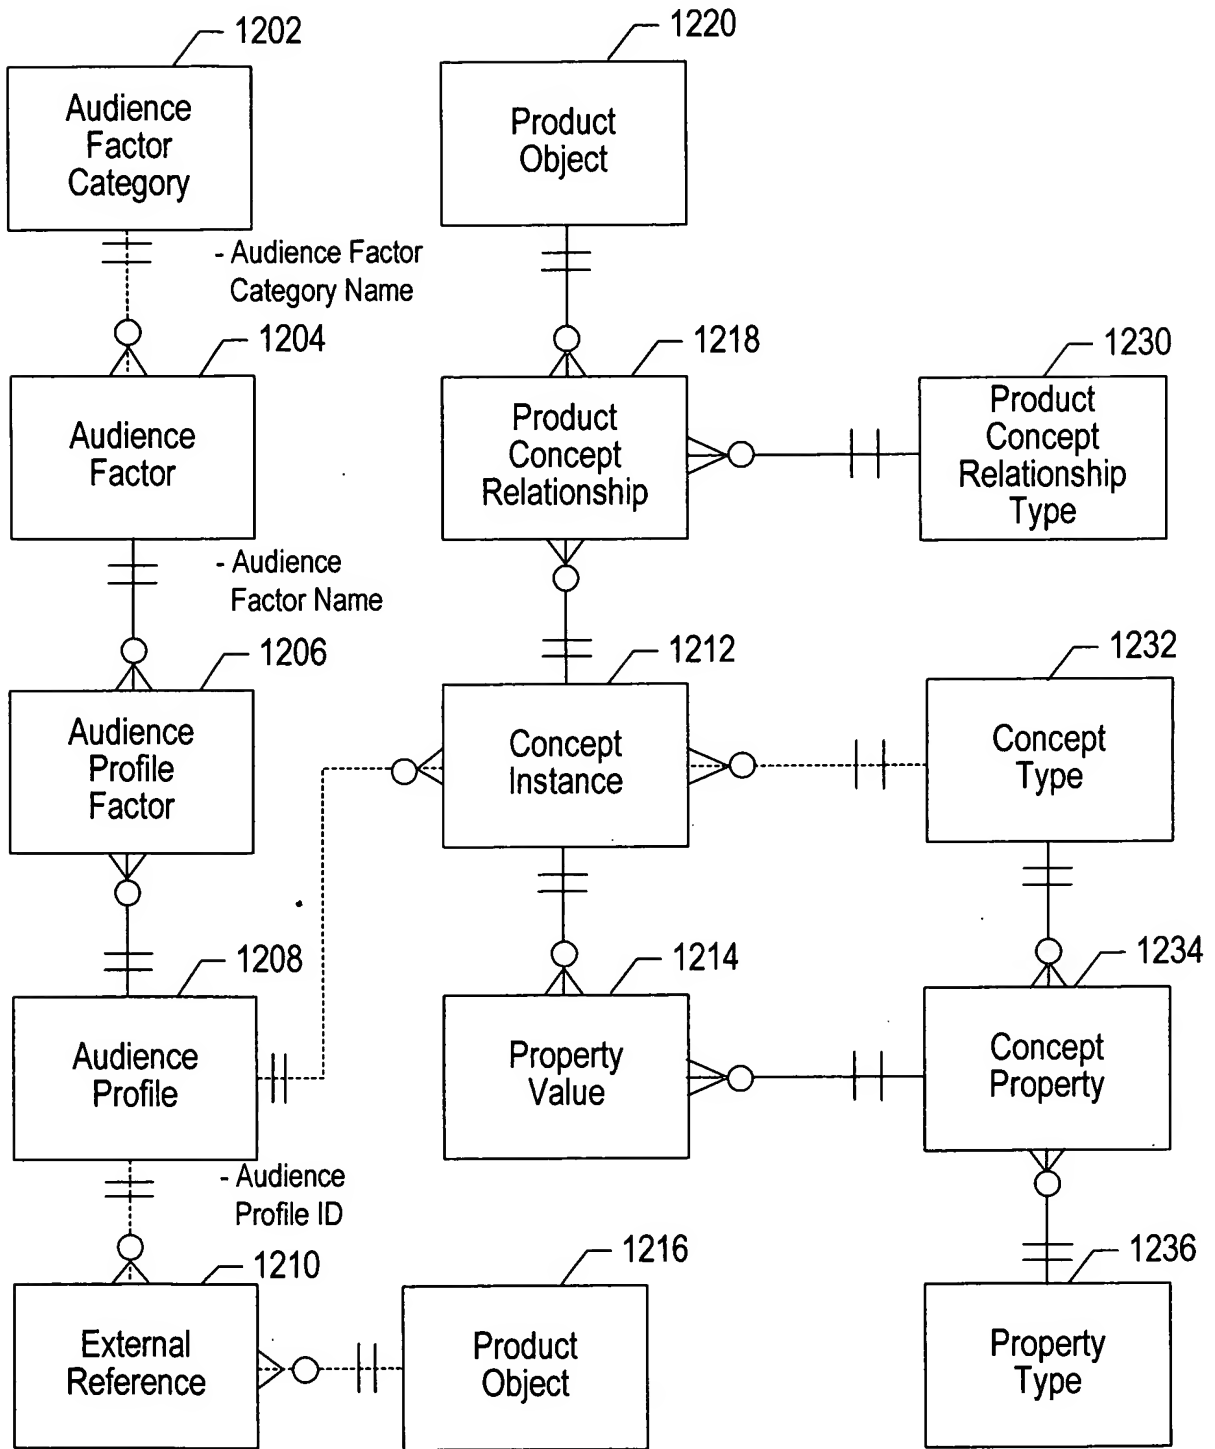 1202
Audience
Factor
Category
- Audience Factor
Category Name
1220
Product
Object
1204
Audience
Factor
- Audience
Factor Name
1218
Product
Concept
Relationship
1230
Product
Concept
Relationship
Type
1206
Audience
Profile
Factor
1212
Concept
Instance
1232
Concept
Type
1208
Audience
Profile
- Audience
Profile ID
1214
Property
Value
1234
Concept
Property
1210
External
Reference
1216
Product
Object
1236
Property
Type